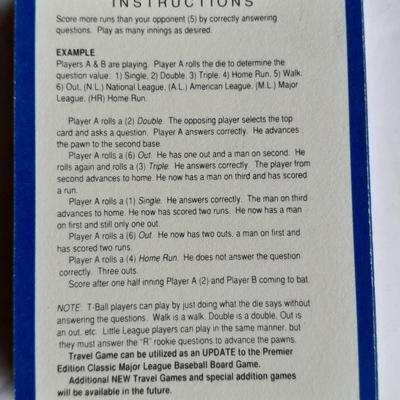 INSTRUCTIONS
Score more runs than your opponent (5) by correctly answering
questions. Play as many innings as desired.
EXAMPLE
Players A & B are playing. Player A rolls the die to determine the
question value. 1) Single, 2) Double, 3) Triple, 4) Home Run, 5) Walk,
6) Out, (N.L.) National League, (A.L.) American League, (M.L.) Major
League, (HR) Home Run.
Player A rolls a (2) Double. The opposing player selects the top
card and asks a question. Player A answers correctly. He advances
the pawn to the second base.
Player A rolls a (6) Out. He has one out and a man on second. He
rolls again and rolls a (3) Triple. He answers correctly. The player from
second advances to home. He now has a man on third and has scored
a run.
Player A rolls a (1) Single. He answers correctly. The man on third
advances to home. He now has scored two runs. He now has a man
on first and still only one out.
Player A rolls a (6) Out. He now has two outs, a man on first and
has scored two runs.
Player A rolls a (4) Home Run. He does not answer the question
correctly. Three outs.
Score after one half inning Player A (2) and Player B coming to bat.
NOTE: T-Ball players can play by just doing what the die says without
answering the questions. Walk is a walk. Double is a double, Out is
an out, etc. Little League players can play in the same manner, but
they must answer the "R" rookie questions to advance the pawns.
Travel Game can be utilized as an UPDATE to the Premier
Edition Classic Major League Baseball Board Game.
Additional NEW Travel Games and special addition games
will be available in the future.